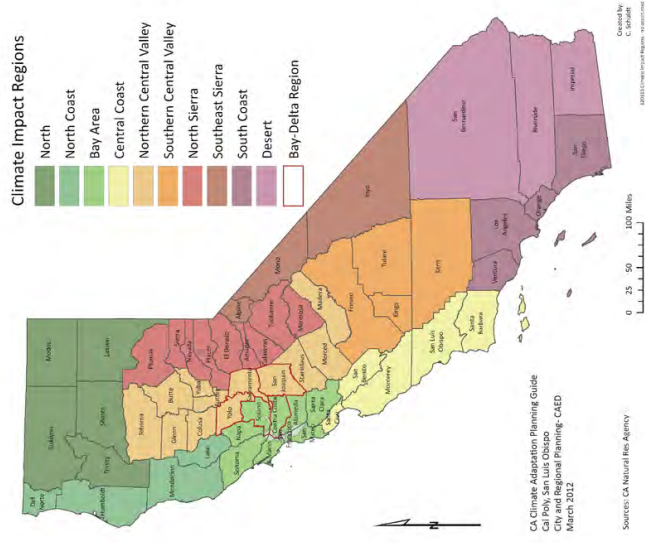 Climate Impact Regions
North
North Coast
Bay Area
Central Coast
Northern Central Valley
Southern Central Valley
North Sierra
Southeast Sierra
South Coast
Desert
Bay-Delta Region
Del
Norte
Siskiyou
Modoc
Humboldt
Trinity
Shasta
Lassen
Mendocino
Tehama
Plumas
Glenn
Butte
Sierra
Lake
Colusa
Yuba
Nevada
Placer
Sonoma
Napa
Yolo
El Dorado
Solano
Sacramento
Amador
Alpine
Contra Costa
San
Joaquin
Calaveras
Tuolumne
Mono
Alameda
Stanislaus
Mariposa
San
Mateo
Santa
Clara
Santa
Cruz
Merced
Madera
San
Benito
Monterey
Fresno
Kings
Tulare
Inyo
San Luis
Obispo
Kern
Santa
Barbara
Ventura
Los
Angeles
San
Bernardino
Orange
Riverside
San
Diego
Imperial
N
0 25 50 100 Miles
CA Climate Adaptation Planning Guide
Cal Poly, San Luis Obispo
City and Regional Planning- CAED
March 2012
Sources: CA Natural Res Agency
Created by:
C. Schaldt